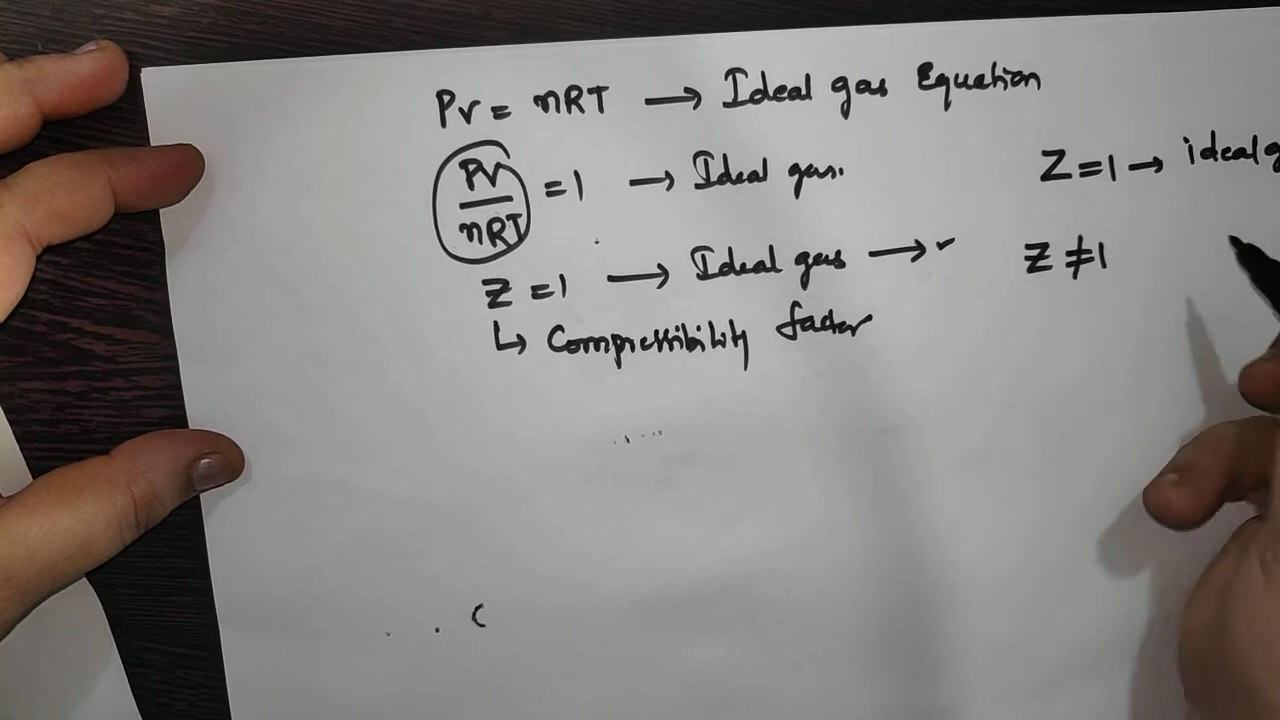 PV = nRT → Ideal gas Equation
PV/nRT = 1 → Ideal gas.
Z = 1 → ideal g
Z = 1 → Ideal gas →
Z ≠ 1
↳ Compressibility factor